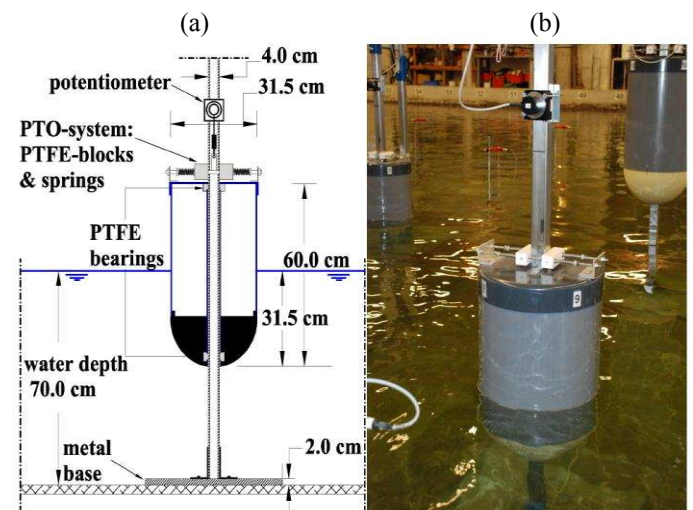 (a)
(b)
4.0 cm
potentiometer
31.5 cm
PTO-system:
PTFE-blocks
& springs
PTFE
bearings
60.0 cm
31.5 cm
water depth
70.0 cm
metal
base
2.0 cm
9